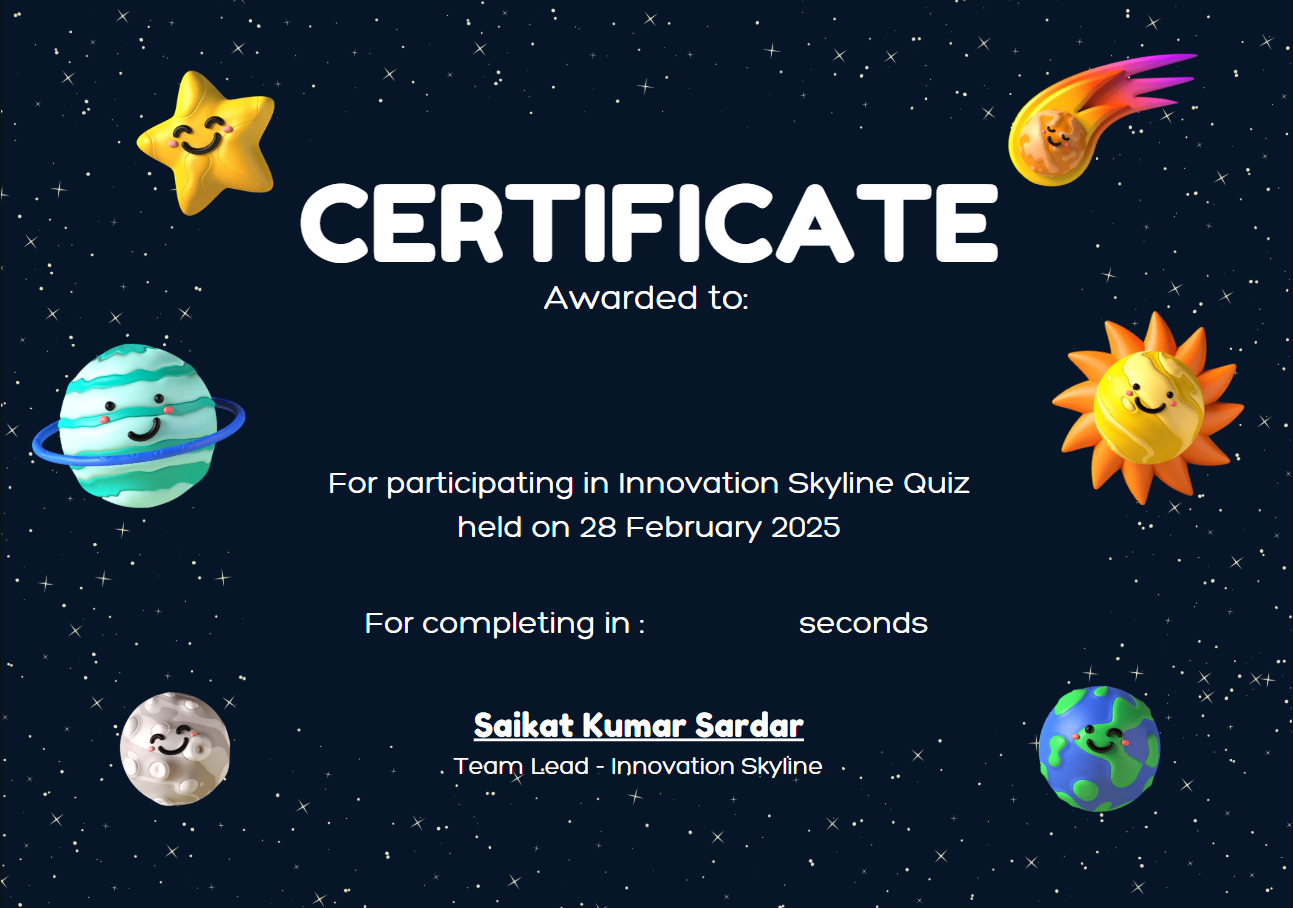 CERTIFICATE
Awarded to:
For participating in Innovation Skyline Quiz
held on 28 February 2025
For completing in : seconds
Saikat Kumar Sardar
Team Lead - Innovation Skyline